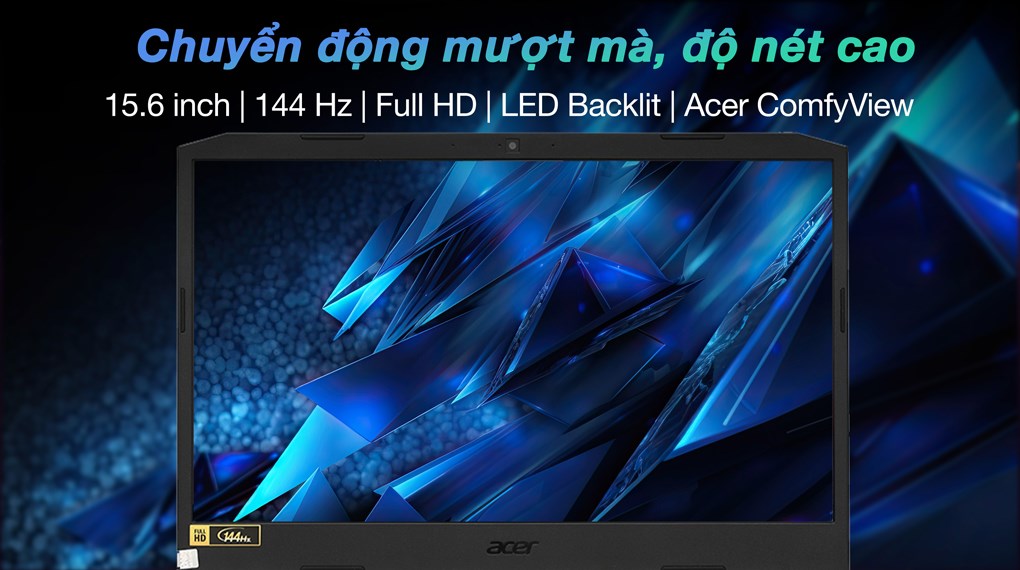 Chuyển động mượt mà, độ nét cao
15.6 inch | 144 Hz | Full HD | LED Backlit | Acer ComfyView
FULL HD 144Hz
acer